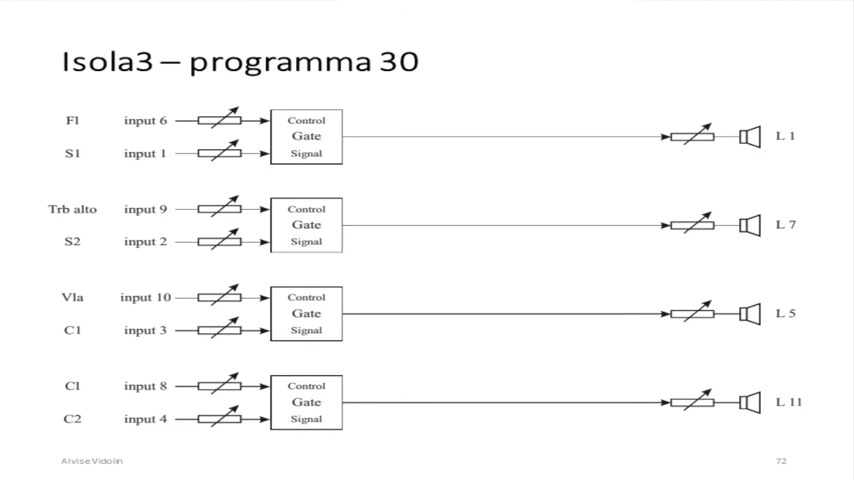 Isola3 – programma 30
Fl input 6 Control
Gate L 1
S1 input 1 Signal
Trb alto input 9 Control
Gate L 7
S2 input 2 Signal
Vla input 10 Control
Gate L 5
C1 input 3 Signal
Cl input 8 Control
Gate L 11
C2 input 4 Signal
Alvise Vidolin 72